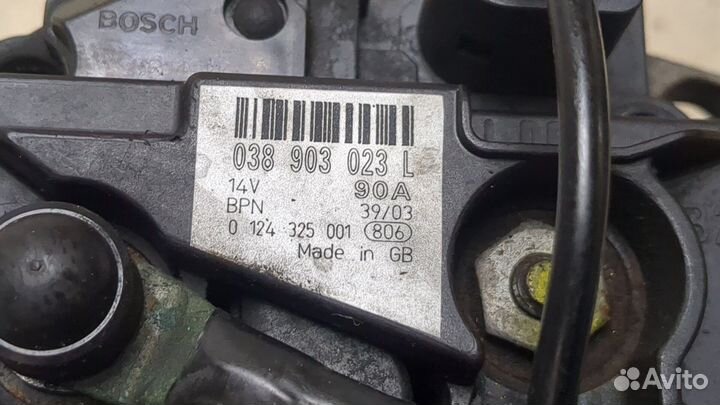 BOSCH
038 903 023 L
14V 90A
BPN 39/03
0 124 325 001 806
Made in GB
Avito